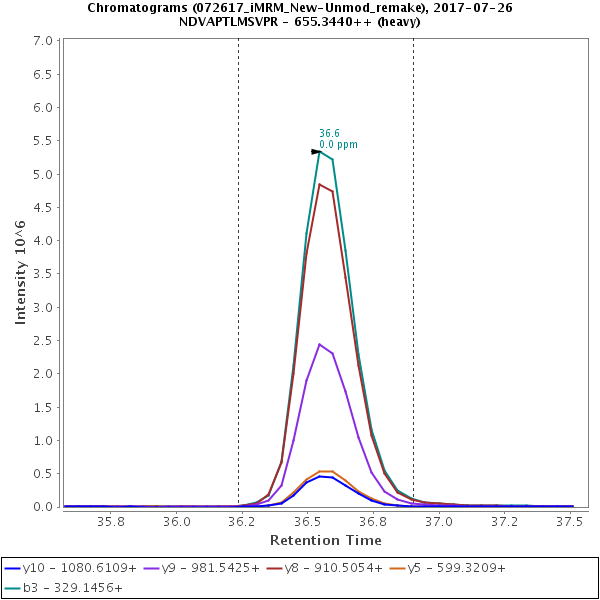 Chromatograms (072617_iMRM_New-Unmod_remake), 2017-07-26
NDVAPTLMSVPR - 655.3440++ (heavy)
7.0
6.5
6.0
5.5
5.0
4.5
4.0
3.5
3.0
2.5
2.0
1.5
1.0
0.5
0.0
Intensity 10^6
36.6
0.0 ppm
35.8
36.0
36.2
36.5
36.8
37.0
37.2
37.5
Retention Time
y10 - 1080.6109+
y9 - 981.5425+
y8 - 910.5054+
y5 - 599.3209+
b3 - 329.1456+